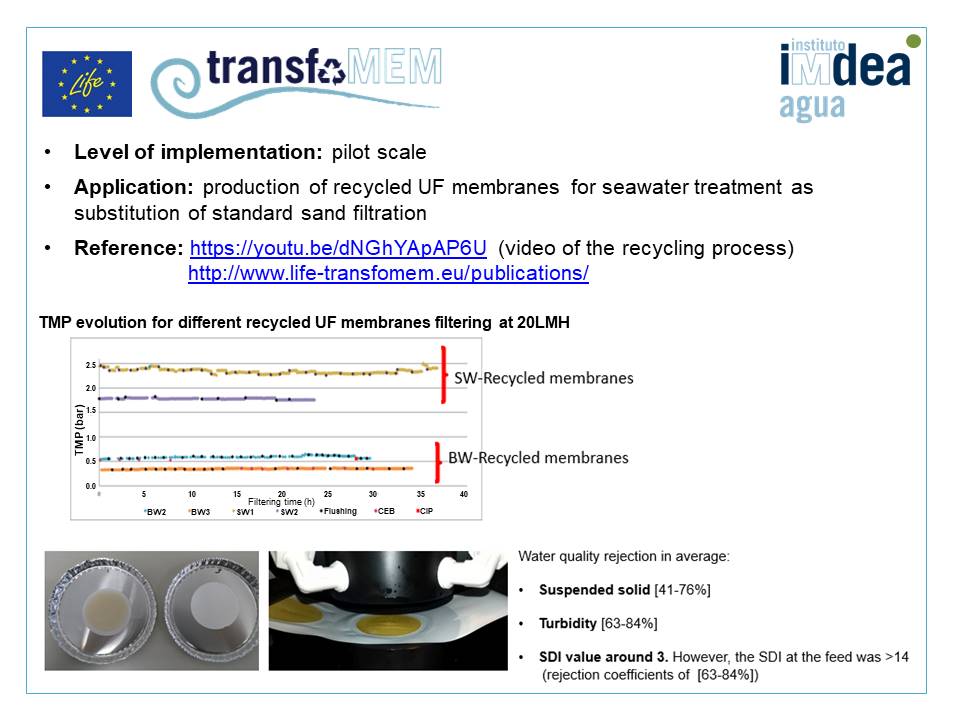 Life
transfoMEM
instituto
imdea
agua
• Level of implementation: pilot scale
• Application: production of recycled UF membranes for seawater treatment as
substitution of standard sand filtration
• Reference: https://youtu.be/dNGhYApAP6U (video of the recycling process)
http://www.life-transfomem.eu/publications/
TMP evolution for different recycled UF membranes filtering at 20LMH
TMP (bar)
2.5
2.0
1.5
1.0
0.5
0.0
SW-Recycled membranes
BW-Recycled membranes
0 5 10 15 20 25 30 35 40
Filtering time (h)
BW2 BW3 SW1 SW2 Flushing CEB CIP
Water quality rejection in average:
• Suspended solid [41-76%]
• Turbidity [63-84%]
• SDI value around 3. However, the SDI at the feed was >14
(rejection coefficients of [63-84%])